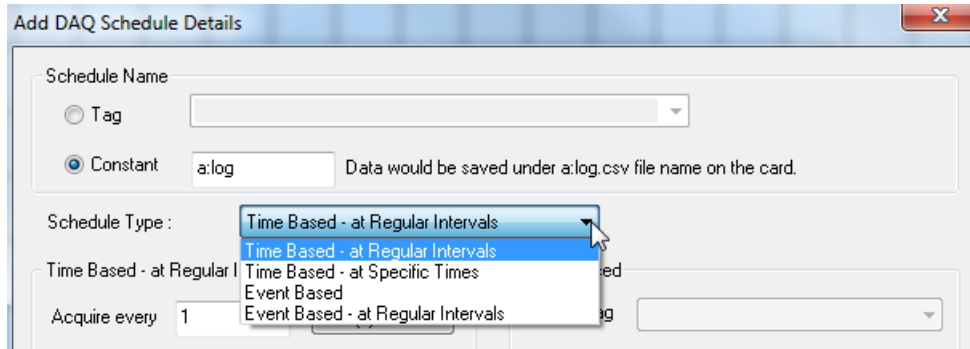 Add DAQ Schedule Details
Schedule Name
Tag
Constant a:log Data would be saved under a:log.csv file name on the card.
Schedule Type : Time Based - at Regular Intervals
Time Based - at Regular Intervals
Time Based - at Regular Time Based - at Specific Times
Event Based
Acquire every 1 Event Based - at Regular Intervals